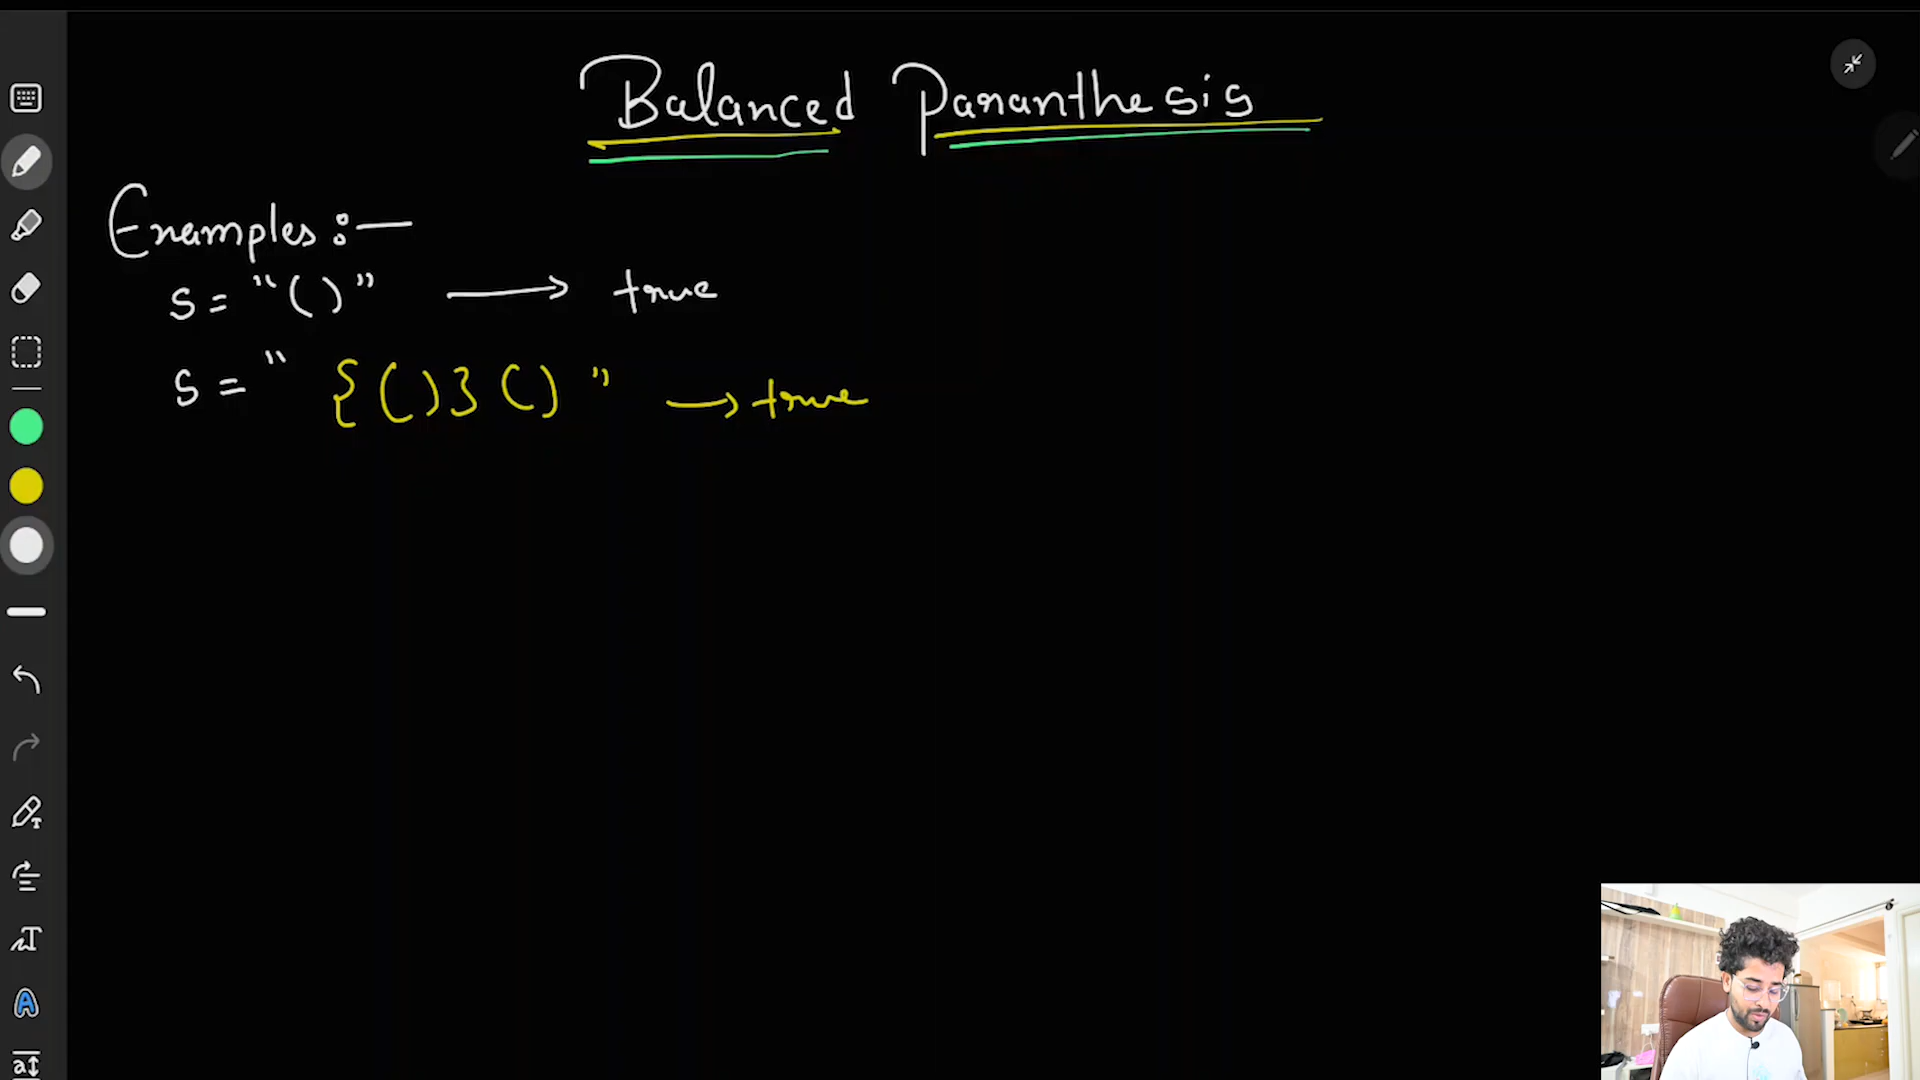 Balanced Paranthesis
Examples :—
S = "()" ⟶ true
S = "{()}()" → true